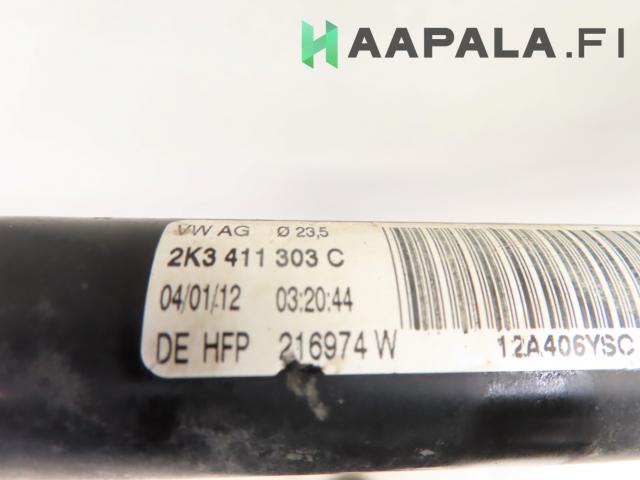 HAAPALA.FI
VW AG Ø 23,5
2K3 411 303 C
04/01/12 03:20:44
DE HFP 216974 W 12A406YSC